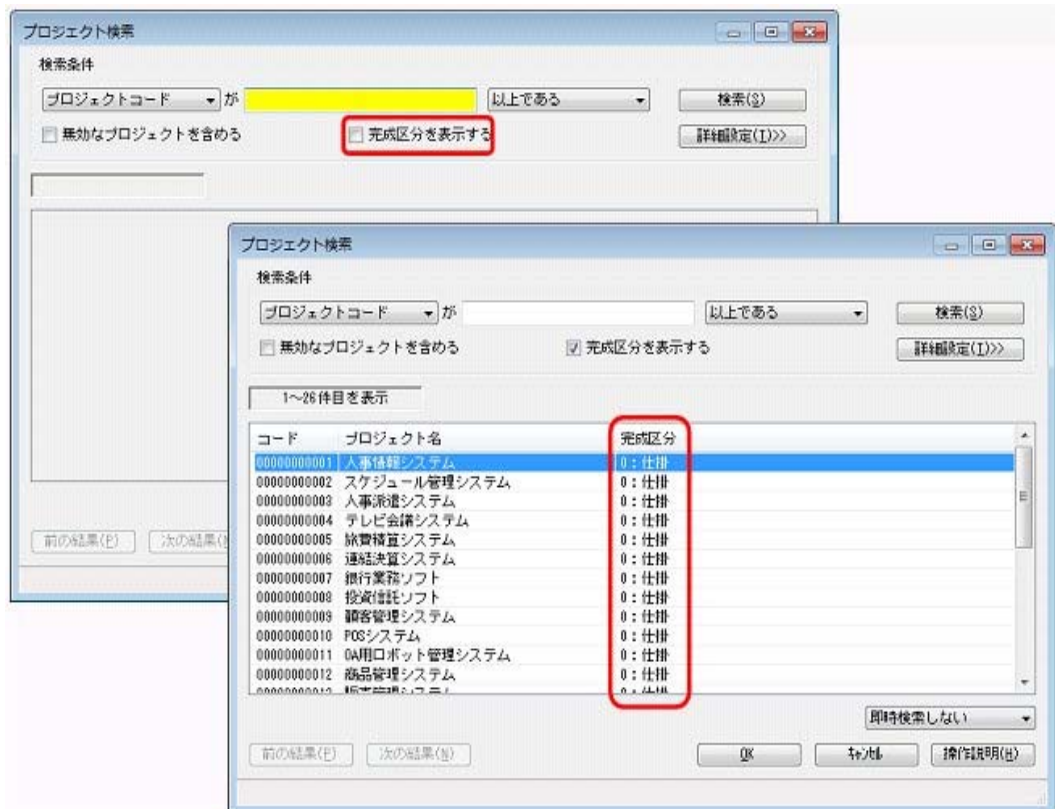 プロジェクト検索
検索条件
プロジェクトコード が 以上である 検索(S)
無効なプロジェクトを含める 完成区分を表示する 詳細設定(I)>>
前の結果(P)
プロジェクト検索
検索条件
プロジェクトコード が 以上である 検索(S)
無効なプロジェクトを含める 完成区分を表示する 詳細設定(I)>>
1～26件目を表示
コード プロジェクト名 完成区分
00000000001 人事情報システム 0：仕掛
00000000002 スケジュール管理システム 0：仕掛
00000000003 人事派遣システム 0：仕掛
00000000004 テレビ会議システム 0：仕掛
00000000005 旅費積算システム 0：仕掛
00000000006 連結決算システム 0：仕掛
00000000007 銀行業務ソフト 0：仕掛
00000000008 投資信託ソフト 0：仕掛
00000000009 顧客管理システム 0：仕掛
00000000010 POSシステム 0：仕掛
00000000011 OA用ロボット管理システム 0：仕掛
00000000012 商品管理システム 0：仕掛
即時検索しない
前の結果(P) 次の結果(N) OK キャンセル 操作説明(H)